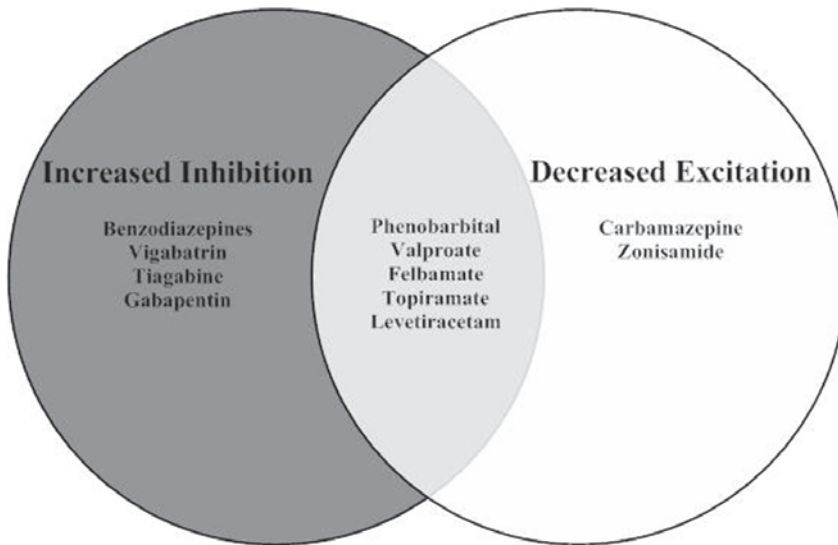 Increased Inhibition
Benzodiazepines
Vigabatrin
Tiagabine
Gabapentin
Phenobarbital
Valproate
Felbamate
Topiramate
Levetiracetam
Decreased Excitation
Carbamazepine
Zonisamide